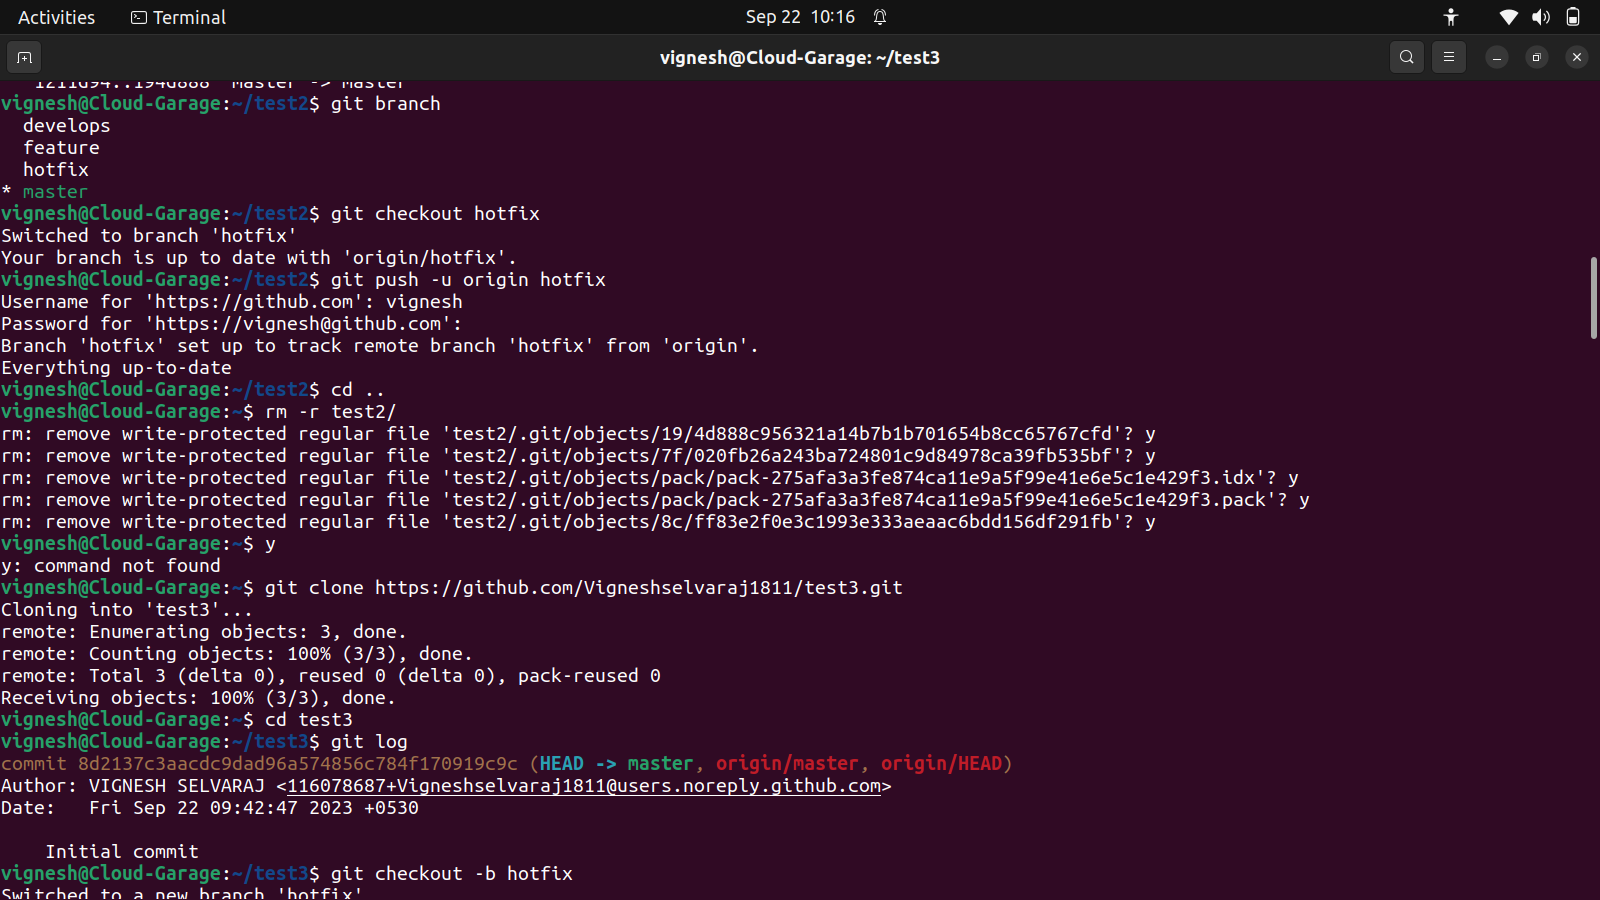 Activities Terminal Sep 22 10:16
vignesh@Cloud-Garage: ~/test3
1211d94..194d888 master -> master
vignesh@Cloud-Garage:~/test2$ git branch
develops
feature
hotfix
* master
vignesh@Cloud-Garage:~/test2$ git checkout hotfix
Switched to branch 'hotfix'
Your branch is up to date with 'origin/hotfix'.
vignesh@Cloud-Garage:~/test2$ git push -u origin hotfix
Username for 'https://github.com': vignesh
Password for 'https://vignesh@github.com':
Branch 'hotfix' set up to track remote branch 'hotfix' from 'origin'.
Everything up-to-date
vignesh@Cloud-Garage:~/test2$ cd ..
vignesh@Cloud-Garage:~$ rm -r test2/
rm: remove write-protected regular file 'test2/.git/objects/19/4d888c956321a14b7b1b701654b8cc65767cfd'? y
rm: remove write-protected regular file 'test2/.git/objects/7f/020fb26a243ba724801c9d84978ca39fb535bf'? y
rm: remove write-protected regular file 'test2/.git/objects/pack/pack-275afa3a3fe874ca11e9a5f99e41e6e5c1e429f3.idx'? y
rm: remove write-protected regular file 'test2/.git/objects/pack/pack-275afa3a3fe874ca11e9a5f99e41e6e5c1e429f3.pack'? y
rm: remove write-protected regular file 'test2/.git/objects/8c/ff83e2f0e3c1993e333aeaac6bdd156df291fb'? y
vignesh@Cloud-Garage:~$ y
y: command not found
vignesh@Cloud-Garage:~$ git clone https://github.com/Vigneshselvaraj1811/test3.git
Cloning into 'test3'...
remote: Enumerating objects: 3, done.
remote: Counting objects: 100% (3/3), done.
remote: Total 3 (delta 0), reused 0 (delta 0), pack-reused 0
Receiving objects: 100% (3/3), done.
vignesh@Cloud-Garage:~$ cd test3
vignesh@Cloud-Garage:~/test3$ git log
commit 8d2137c3aacdc9dad96a574856c784f170919c9c (HEAD -> master, origin/master, origin/HEAD)
Author: VIGNESH SELVARAJ <116078687+Vigneshselvaraj1811@users.noreply.github.com>
Date:   Fri Sep 22 09:42:47 2023 +0530
Initial commit
vignesh@Cloud-Garage:~/test3$ git checkout -b hotfix
Switched to a new branch 'hotfix'